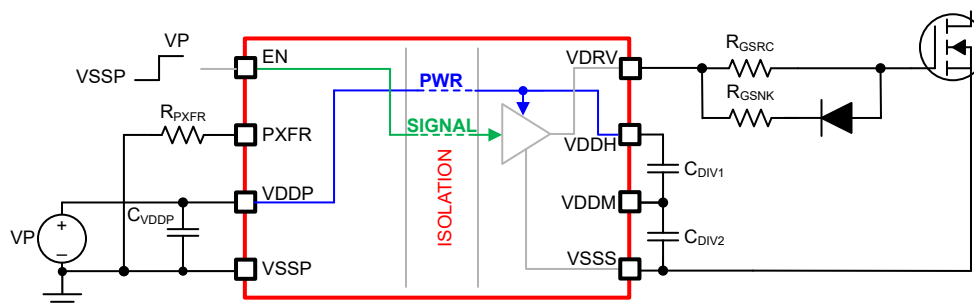 VP
VSSP
EN
PWR
VDRV
RGSRC
RGSNK
RPXFR
PXFR
SIGNAL
VDDH
CDIV1
VDDP
CVDDP
ISOLATION
VDDM
VP
+
–
CDIV2
VSSP
VSSS